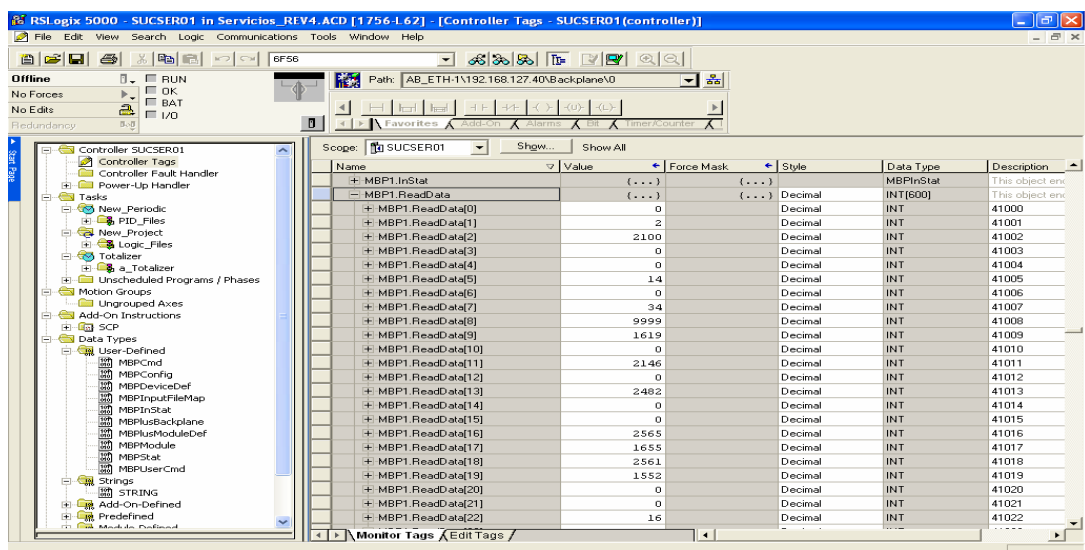 RSLogix 5000 - SUCSER01 in Servicios_REV4.ACD [1756-L62] - [Controller Tags - SUCSER01(controller)]
File Edit View Search Logic Communications Tools Window Help
6F56
Offline RUN
No Forces OK
No Edits BAT
Redundancy I/O
Path: AB_ETH-1\192.168.127.40\Backplane\0
Favorites Add-On Alarms Bit Timer/Counter
Start Page
Controller SUCSER01
Controller Tags
Controller Fault Handler
Power-Up Handler
Tasks
New_Periodic
PID_Files
New_Project
Logic_Files
Totalizer
a_Totalizer
Unscheduled Programs / Phases
Motion Groups
Ungrouped Axes
Add-On Instructions
SCP
Data Types
User-Defined
MBPCmd
MBPConfig
MBPDeviceDef
MBPInputFileMap
MBPInStat
MBPlusBackplane
MBPlusModuleDef
MBPModule
MBPStat
MBPUserCmd
Strings
STRING
Add-On-Defined
Predefined
Module-Defined
Scope: SUCSER01 Show... Show All
Name Value Force Mask Style Data Type Description
MBP1.InStat {...} {...} MBPInStat This object en
MBP1.ReadData {...} {...} Decimal INT[600] This object en
MBP1.ReadData[0] 0 Decimal INT 41000
MBP1.ReadData[1] 2 Decimal INT 41001
MBP1.ReadData[2] 2100 Decimal INT 41002
MBP1.ReadData[3] 0 Decimal INT 41003
MBP1.ReadData[4] 0 Decimal INT 41004
MBP1.ReadData[5] 14 Decimal INT 41005
MBP1.ReadData[6] 0 Decimal INT 41006
MBP1.ReadData[7] 34 Decimal INT 41007
MBP1.ReadData[8] 9999 Decimal INT 41008
MBP1.ReadData[9] 1619 Decimal INT 41009
MBP1.ReadData[10] 0 Decimal INT 41010
MBP1.ReadData[11] 2146 Decimal INT 41011
MBP1.ReadData[12] 0 Decimal INT 41012
MBP1.ReadData[13] 2482 Decimal INT 41013
MBP1.ReadData[14] 0 Decimal INT 41014
MBP1.ReadData[15] 0 Decimal INT 41015
MBP1.ReadData[16] 2565 Decimal INT 41016
MBP1.ReadData[17] 1655 Decimal INT 41017
MBP1.ReadData[18] 2561 Decimal INT 41018
MBP1.ReadData[19] 1552 Decimal INT 41019
MBP1.ReadData[20] 0 Decimal INT 41020
MBP1.ReadData[21] 0 Decimal INT 41021
MBP1.ReadData[22] 16 Decimal INT 41022
Monitor Tags Edit Tags